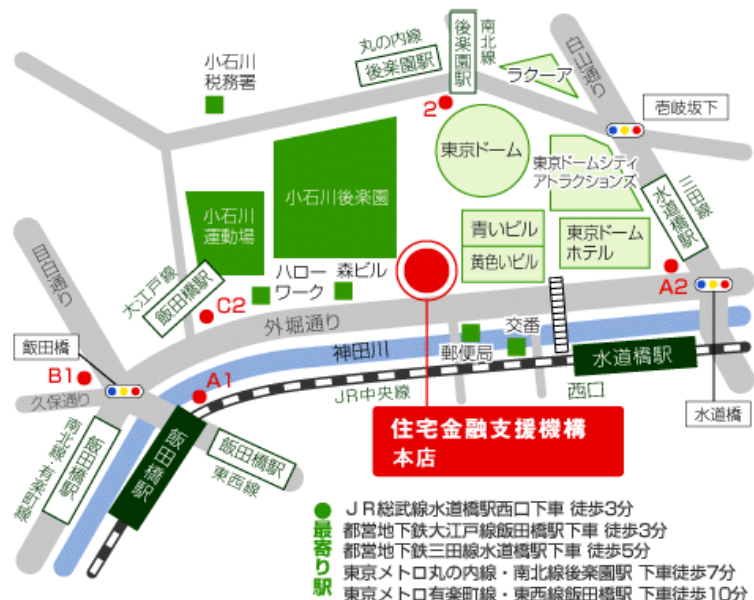 小石川
税務署
丸の内線
後楽園駅
後楽園駅
南北線
ラクーア
白山通り
壱岐坂下
2
東京ドーム
東京ドームシティ
アトラクションズ
水道橋駅
三田線
小石川後楽園
小石川
運動場
青いビル
黄色いビル
東京ドーム
ホテル
目白通り
大江戸線
飯田橋駅
ハロー
ワーク
森ビル
A2
C2
外堀通り
飯田橋
神田川
郵便局
交番
水道橋駅
B1
A1
JR中央線
西口
水道橋
久保通り
住宅金融支援機構
本店
南北線・有楽町線
飯田橋駅
飯田橋駅
飯田橋駅
東西線
最寄り駅
JR総武線水道橋駅西口下車 徒歩3分
都営地下鉄大江戸線飯田橋駅下車 徒歩3分
都営地下鉄三田線水道橋駅下車 徒歩5分
東京メトロ丸の内線・南北線後楽園駅 下車徒歩7分
東京メトロ有楽町線・東西線飯田橋駅 下車徒歩10分